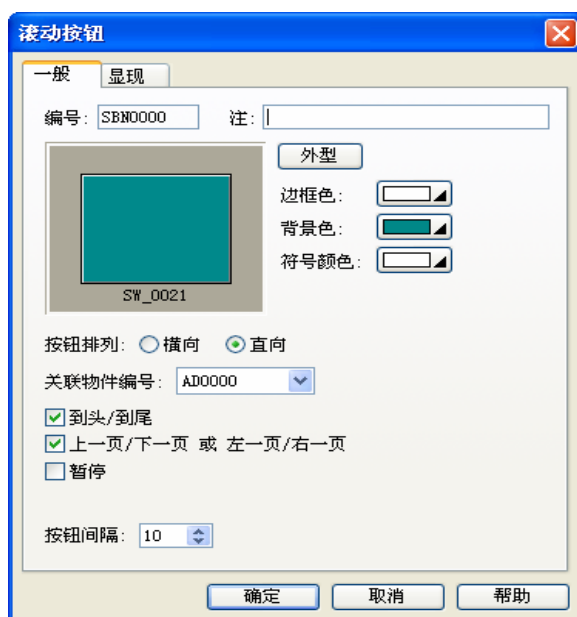 滚动按钮
一般 显现
编号: SBN0000 注:
外型
边框色:
背景色:
符号颜色:
SW_0021
按钮排列: 横向 直向
关联物件编号: AD0000
到头/到尾
上一页/下一页 或 左一页/右一页
暂停
按钮间隔: 10
确定 取消 帮助